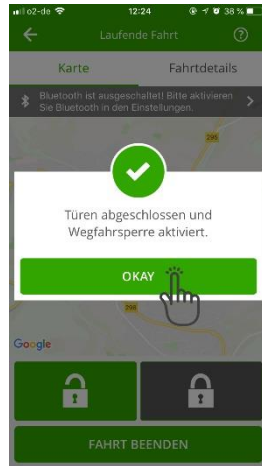 o2-de 12:24 38 %
Laufende Fahrt
Karte Fahrtdetails
Bluetooth ist ausgeschaltet! Bitte aktivieren
Sie Bluetooth in den Einstellungen.
295
Türen abgeschlossen und
Wegfahrsperre aktiviert.
OKAY
Google
FAHRT BEENDEN